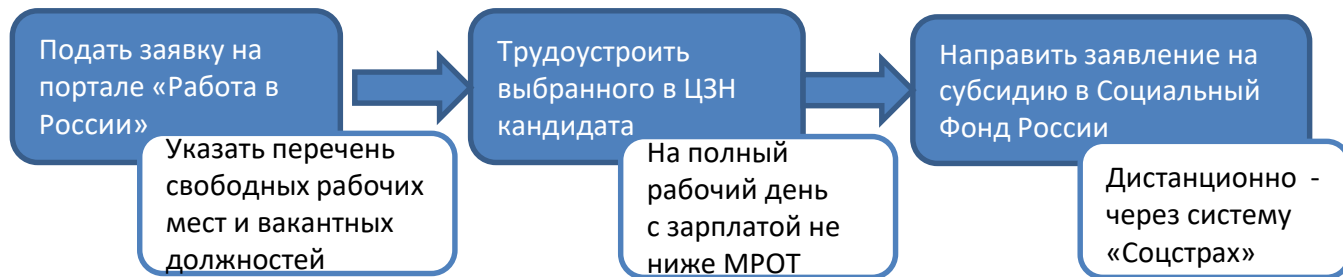 Подать заявку на
портале «Работа в
России»
Указать перечень
свободных рабочих
мест и вакантных
должностей
Трудоустроить
выбранного в ЦЗН
кандидата
На полный
рабочий день
с зарплатой не
ниже МРОТ
Направить заявление на
субсидию в Социальный
Фонд России
Дистанционно -
через систему
«Соцстрах»